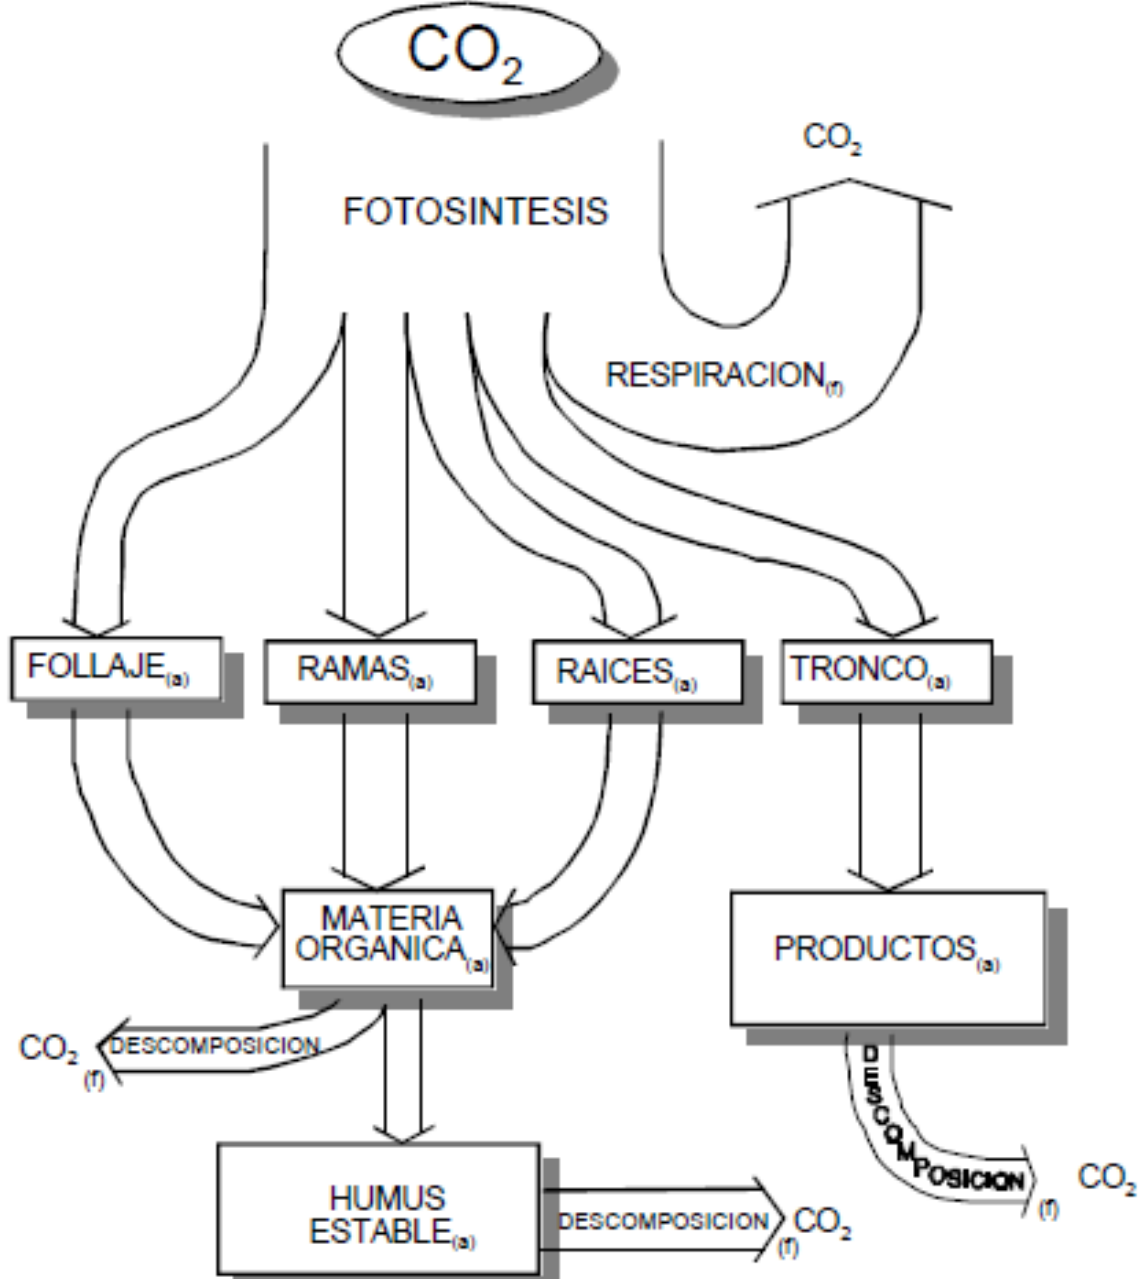 CO₂
CO₂
FOTOSINTESIS
RESPIRACION(f)
FOLLAJE(a)
RAMAS(a)
RAICES(a)
TRONCO(a)
MATERIA
ORGANICA(a)
PRODUCTOS(a)
CO₂ (f)
DESCOMPOSICION
DESCOMPOSICION
(f)
CO₂
HUMUS
ESTABLE(a)
DESCOMPOSICION
(f)
CO₂